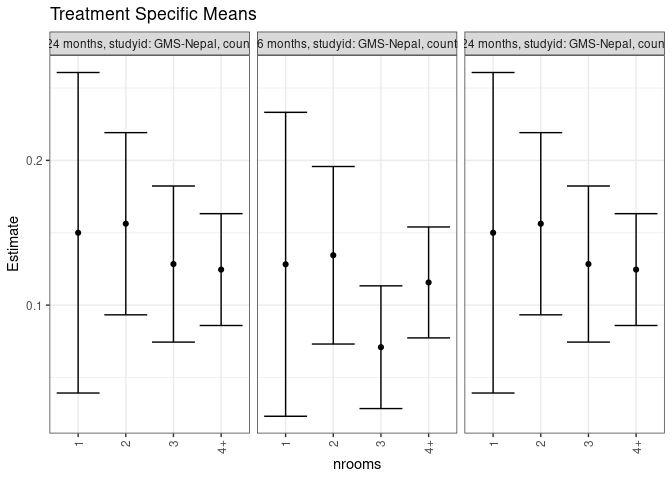 Treatment Specific Means
24 months, studyid: GMS-Nepal, coun
6 months, studyid: GMS-Nepal, count
24 months, studyid: GMS-Nepal, coun
Estimate
0.2
0.1
1 2 3 4+ 1 2 3 4+ 1 2 3 4+
nrooms